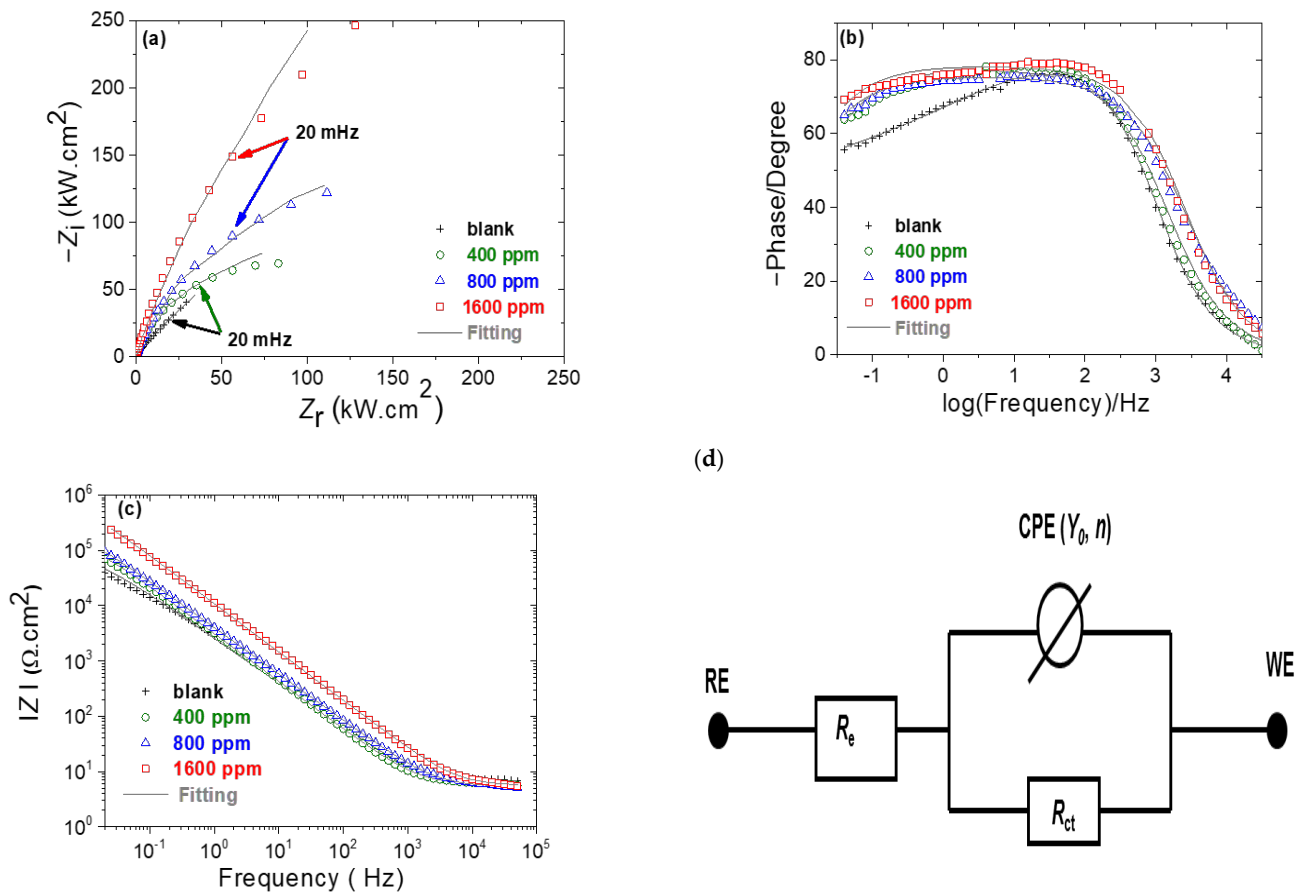 (a)
250
200
150
100
50
0
−Zi (kW.cm2)
20 mHz
blank
400 ppm
800 ppm
1600 ppm
Fitting
20 mHz
0 50 100 150 200 250
Zr (kW.cm2)
(b)
80
60
40
20
0
−Phase/Degree
blank
400 ppm
800 ppm
1600 ppm
Fitting
-1 0 1 2 3 4
log(Frequency)/Hz
(c)
10^6
10^5
10^4
10^3
10^2
10^1
10^0
IZ I (Ω.cm2)
blank
400 ppm
800 ppm
1600 ppm
Fitting
10^-1 10^0 10^1 10^2 10^3 10^4 10^5
Frequency ( Hz)
(d)
CPE (Y0, n)
RE
WE
Re
Rct